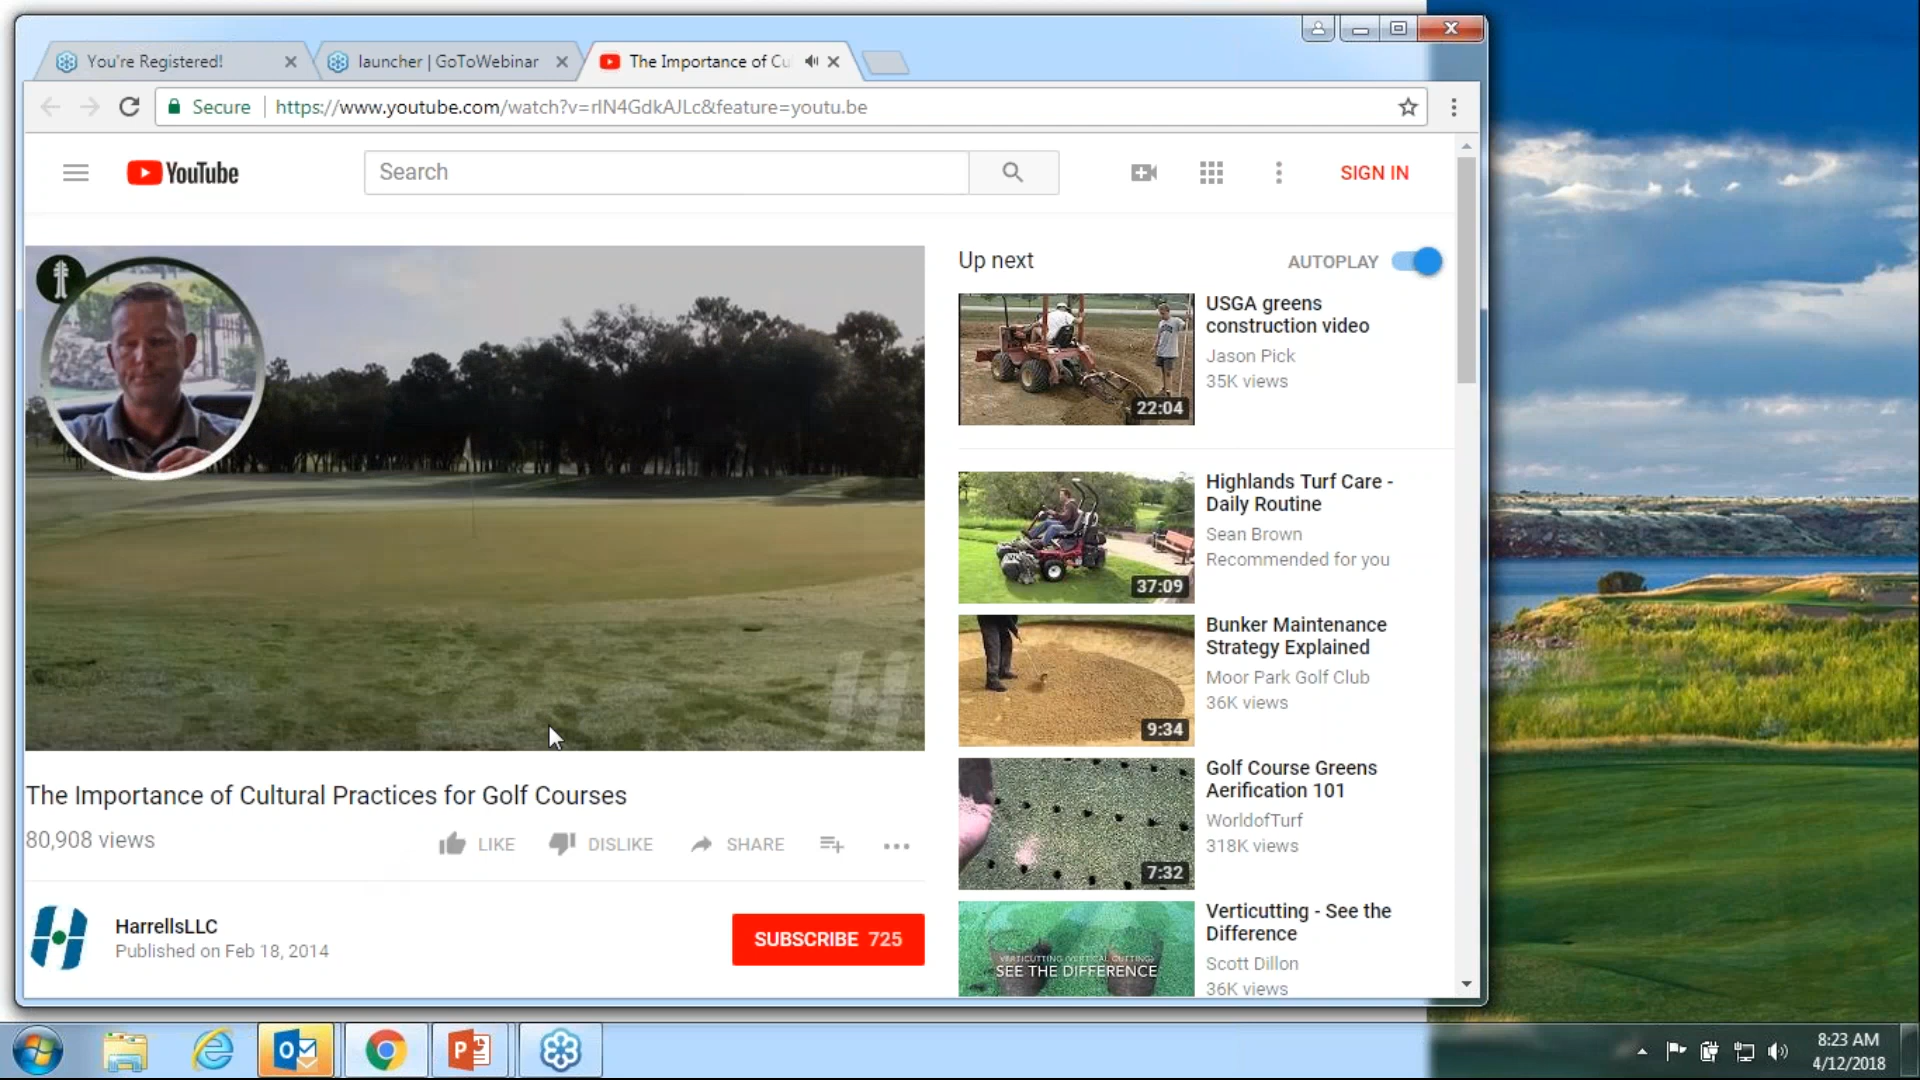 You're Registered!
launcher | GoToWebinar
The Importance of Cu
Secure
https://www.youtube.com/watch?v=rIN4GdkAJLc&feature=youtu.be
YouTube
Search
SIGN IN
Up next
AUTOPLAY
USGA greens
construction video
Jason Pick
35K views
22:04
Highlands Turf Care -
Daily Routine
Sean Brown
Recommended for you
37:09
Bunker Maintenance
Strategy Explained
Moor Park Golf Club
36K views
9:34
Golf Course Greens
Aerification 101
WorldofTurf
318K views
7:32
Verticutting - See the
Difference
Scott Dillon
36K views
VERTICUTTING (VERTICAL CUTTING)
SEE THE DIFFERENCE
The Importance of Cultural Practices for Golf Courses
80,908 views
LIKE
DISLIKE
SHARE
HarrellsLLC
Published on Feb 18, 2014
SUBSCRIBE 725
8:23 AM
4/12/2018